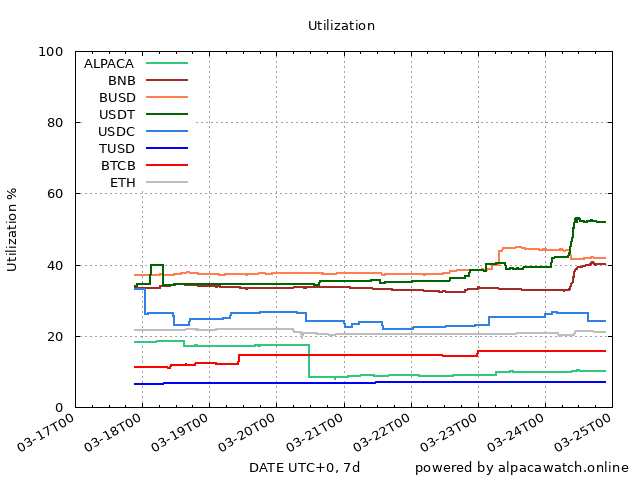 Utilization
100
80
60
40
20
0
Utilization %
ALPACA
BNB
BUSD
USDT
USDC
TUSD
BTCB
ETH
03-17T00
03-18T00
03-19T00
03-20T00
03-21T00
03-22T00
03-23T00
03-24T00
03-25T00
DATE UTC+0, 7d
powered by alpacawatch.online